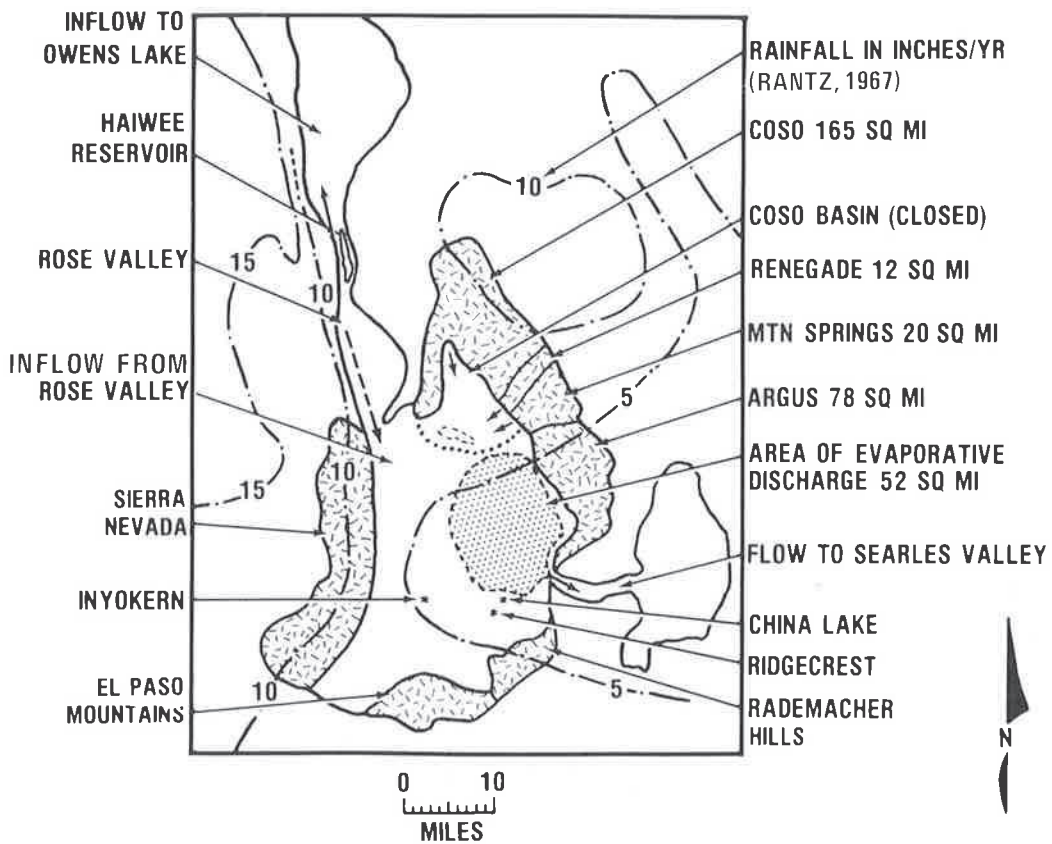 INFLOW TO
OWENS LAKE
HAIWEE
RESERVOIR
ROSE VALLEY
INFLOW FROM
ROSE VALLEY
SIERRA
NEVADA
INYOKERN
EL PASO
MOUNTAINS
RAINFALL IN INCHES/YR
(RANTZ, 1967)
COSO 165 SQ MI
COSO BASIN (CLOSED)
RENEGADE 12 SQ MI
MTN SPRINGS 20 SQ MI
ARGUS 78 SQ MI
AREA OF EVAPORATIVE
DISCHARGE 52 SQ MI
FLOW TO SEARLES VALLEY
CHINA LAKE
RIDGECREST
RADEMACHER
HILLS
10
15
10
5
10
15
10
5
N
0 10
MILES